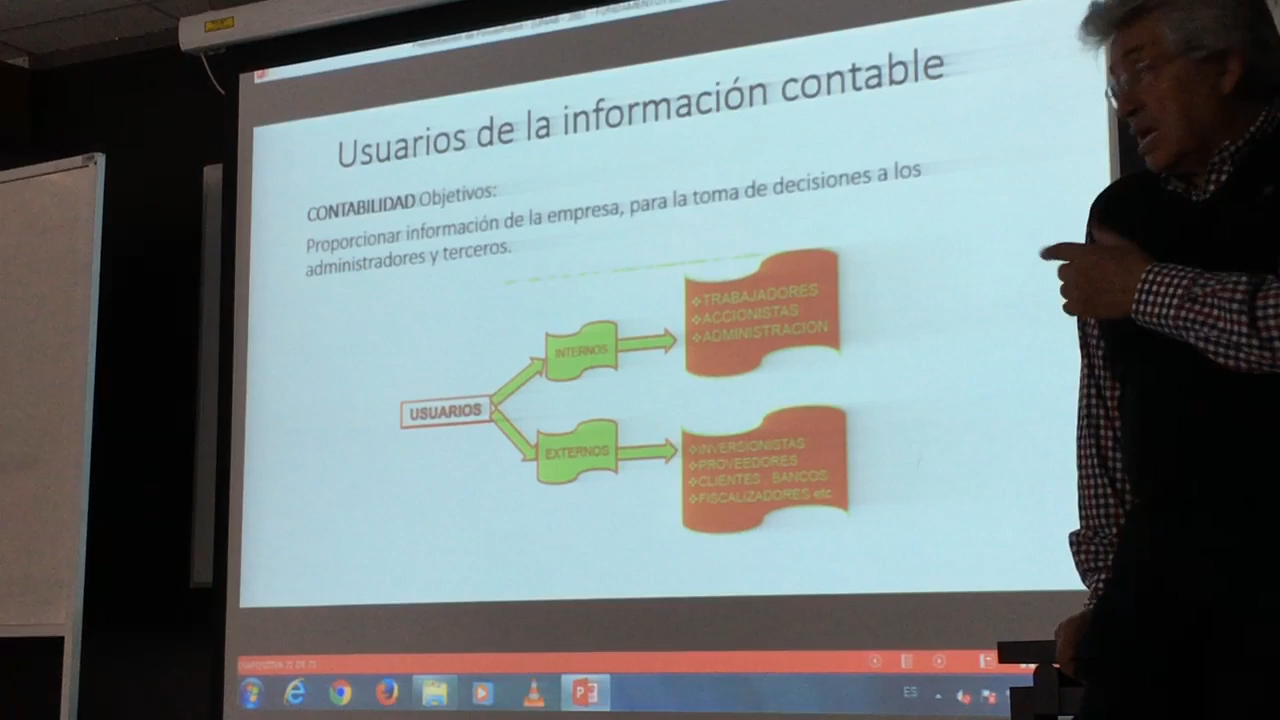 Usuarios de la información contable
CONTABILIDAD Objetivos:
Proporcionar información de la empresa, para la toma de decisiones a los
administradores y terceros.
❖TRABAJADORES
❖ACCIONISTAS
❖ADMINISTRACION
INTERNOS
USUARIOS
EXTERNOS
❖INVERSIONISTAS
❖PROVEEDORES
❖CLIENTES BANCOS
❖FISCALIZADORES etc
ES